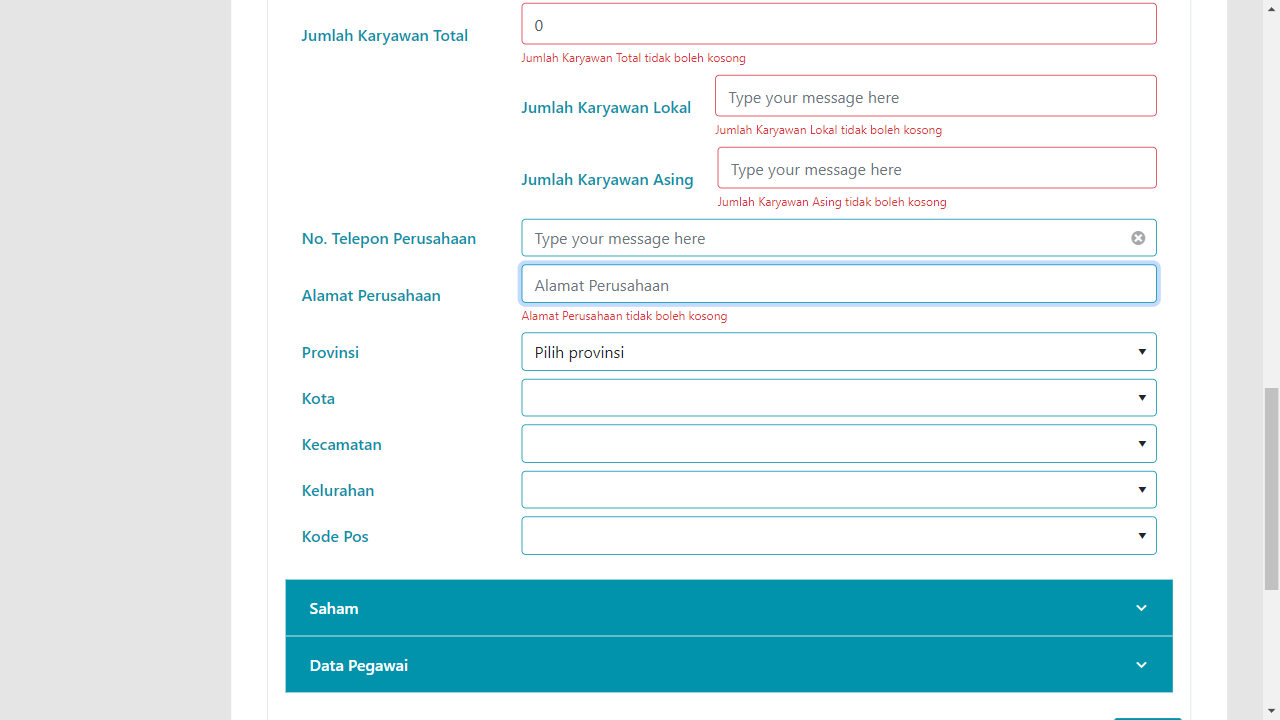 Jumlah Karyawan Total
0
Jumlah Karyawan Total tidak boleh kosong
Jumlah Karyawan Lokal
Type your message here
Jumlah Karyawan Lokal tidak boleh kosong
Jumlah Karyawan Asing
Type your message here
Jumlah Karyawan Asing tidak boleh kosong
No. Telepon Perusahaan
Type your message here
Alamat Perusahaan
Alamat Perusahaan
Alamat Perusahaan tidak boleh kosong
Provinsi
Pilih provinsi
Kota
Kecamatan
Kelurahan
Kode Pos
Saham
Data Pegawai